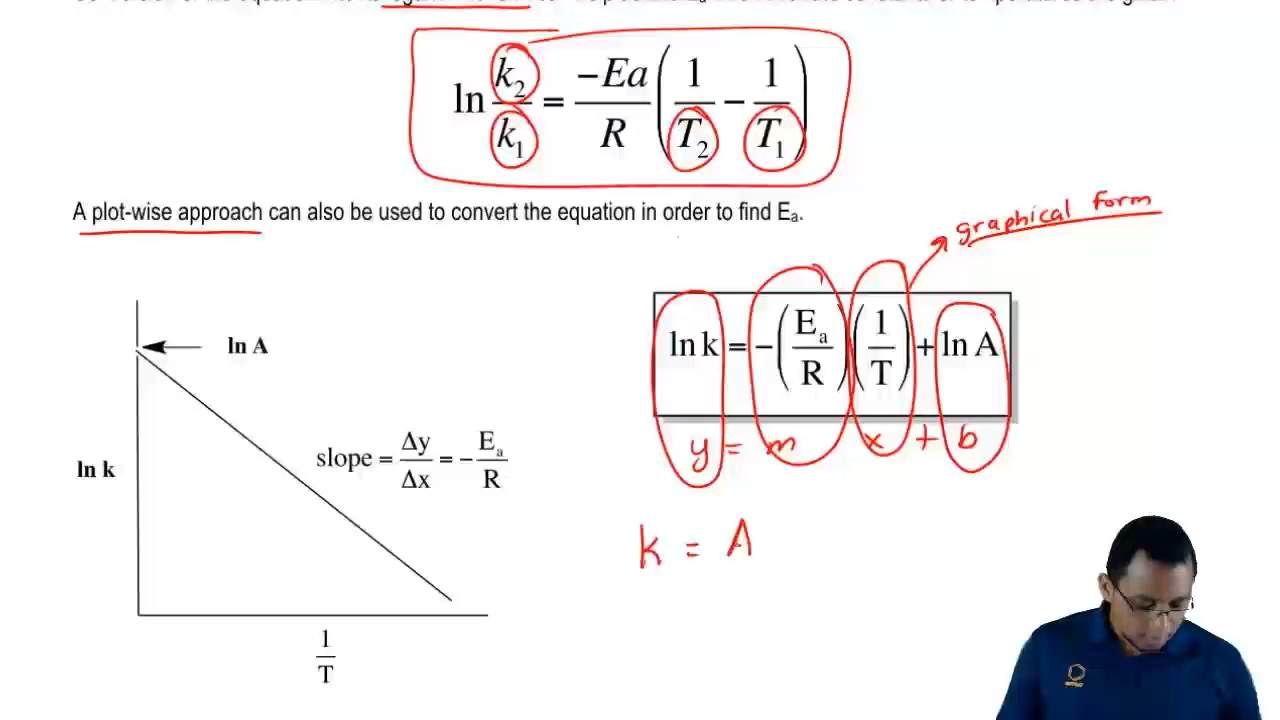 ln k₂/k₁ = −Ea/R (1/T₂ − 1/T₁)
A plot-wise approach can also be used to convert the equation in order to find Eₐ.
graphical form
ln A
ln k = −(Eₐ/R)(1/T) + ln A
y = m x + b
slope = Δy/Δx = −Eₐ/R
ln k
k = A
1/T